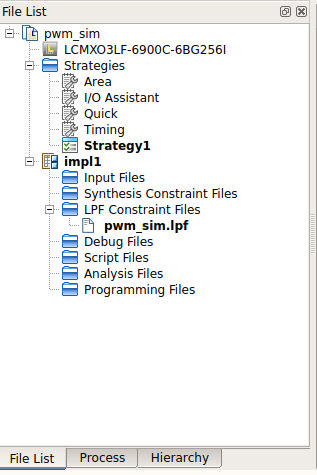 File List
pwm_sim
LCMXO3LF-6900C-6BG256I
Strategies
Area
I/O Assistant
Quick
Timing
Strategy1
impl1
Input Files
Synthesis Constraint Files
LPF Constraint Files
pwm_sim.lpf
Debug Files
Script Files
Analysis Files
Programming Files
File List Process Hierarchy